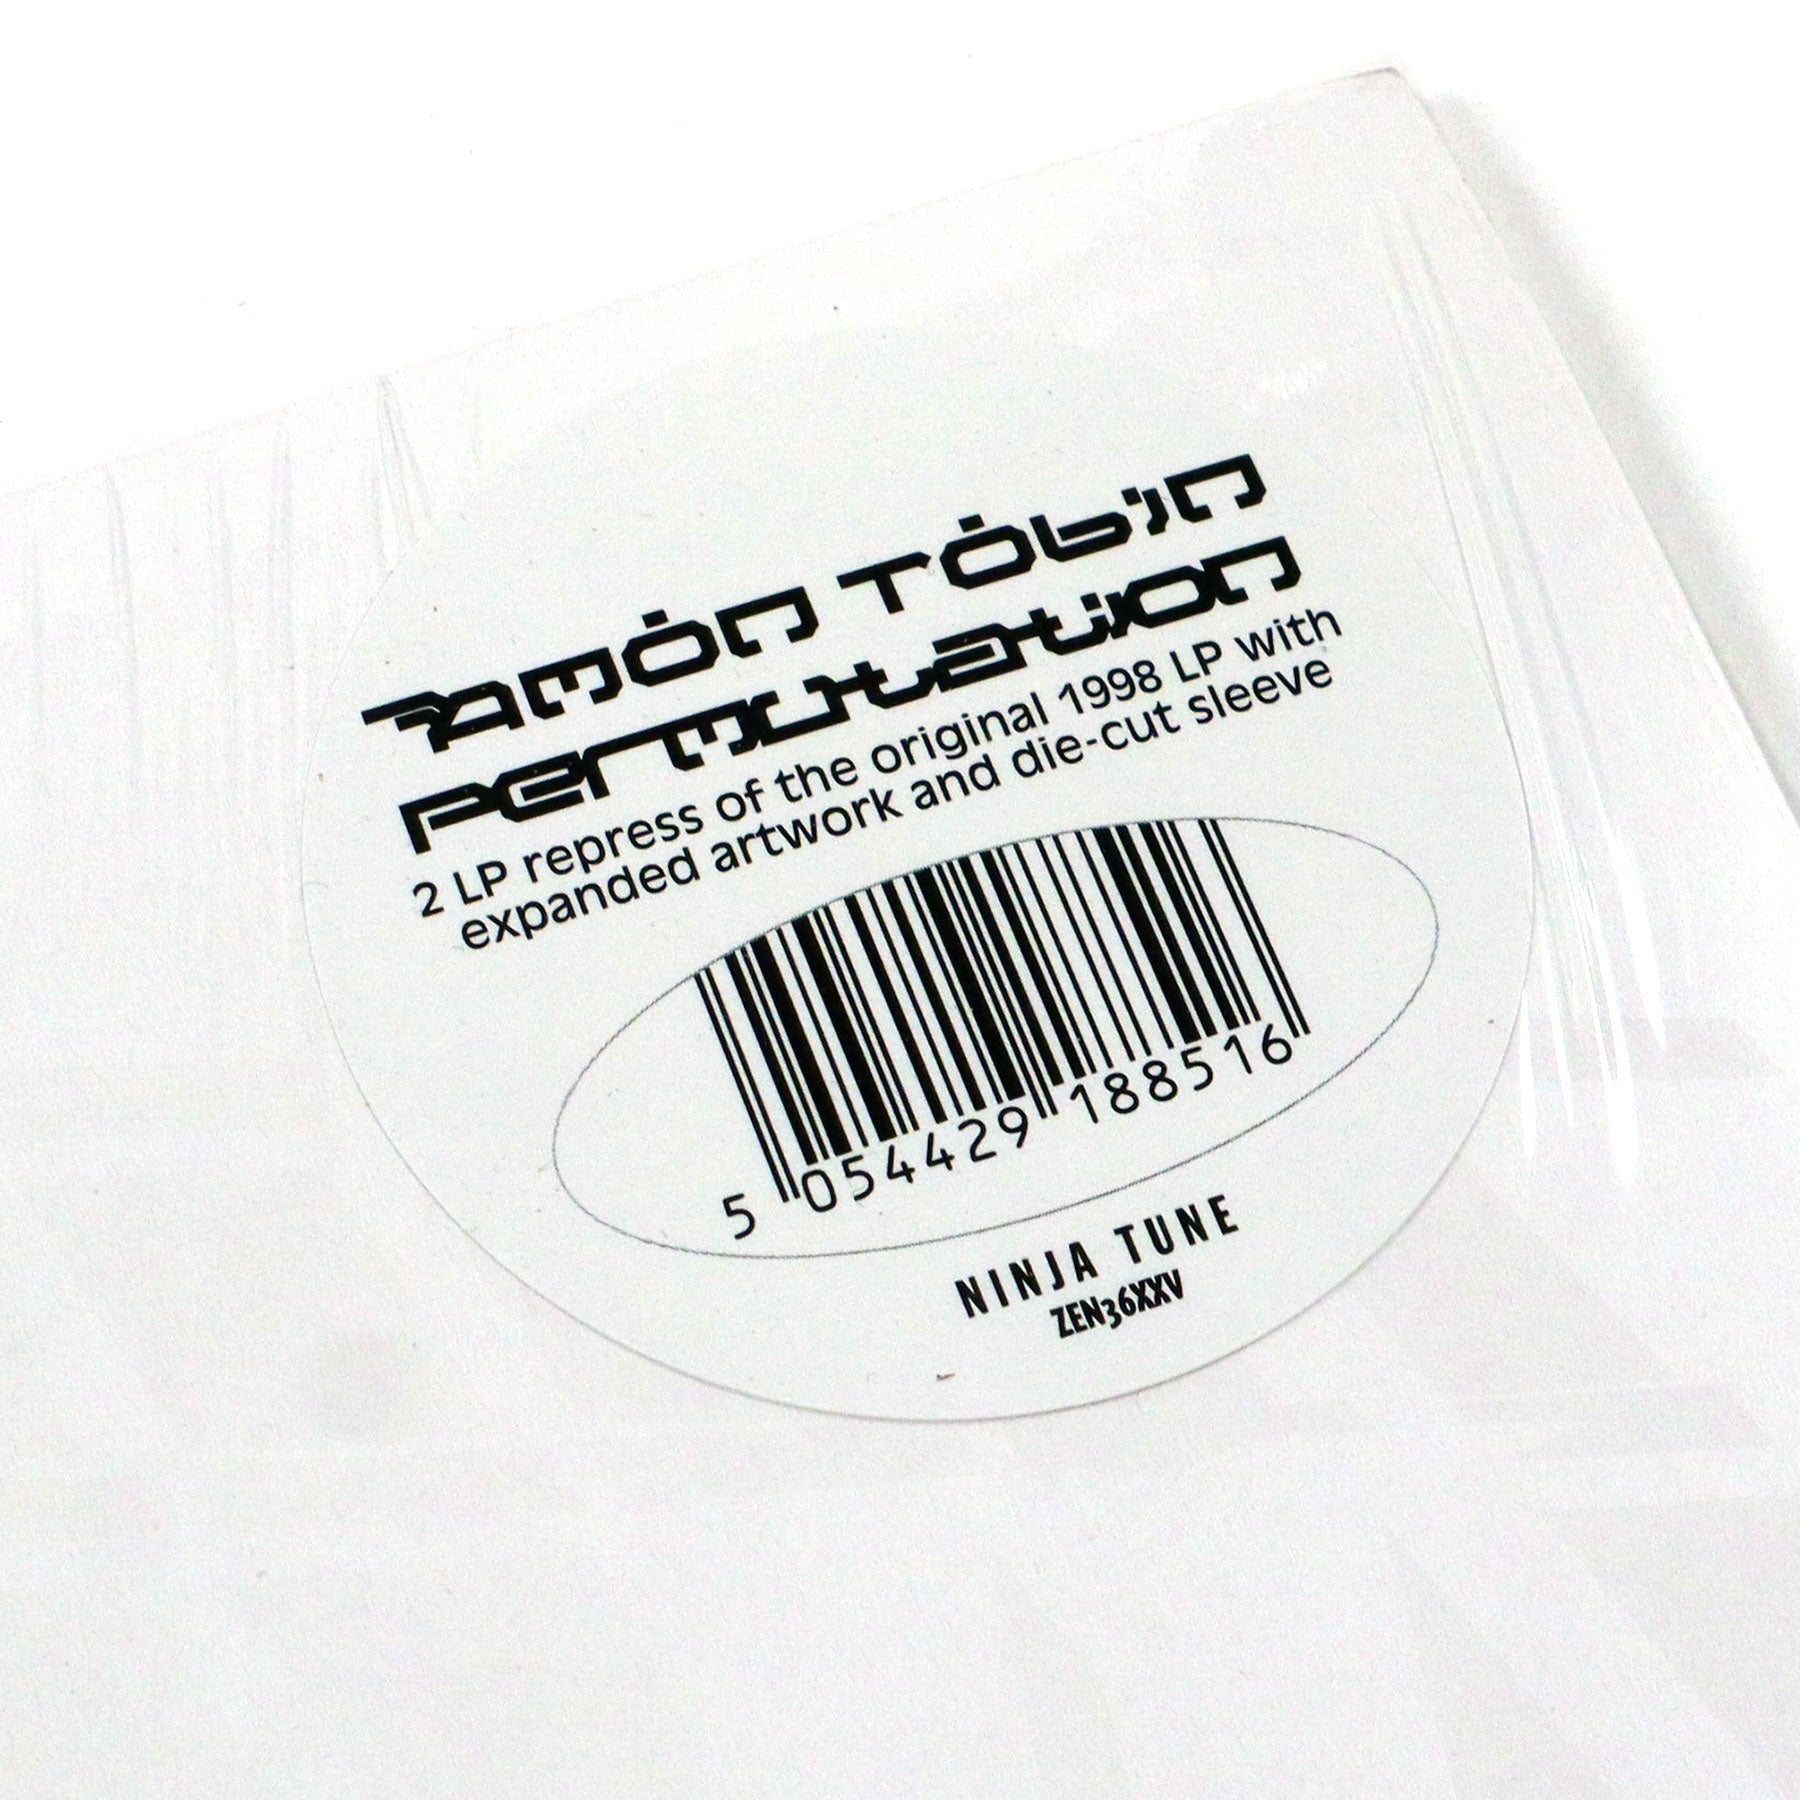 AMON TOBIN
PERMUTATION
2 LP repress of the original 1998 LP with
expanded artwork and die-cut sleeve
5 054429 188516
NINJA TUNE
ZEN36XXV